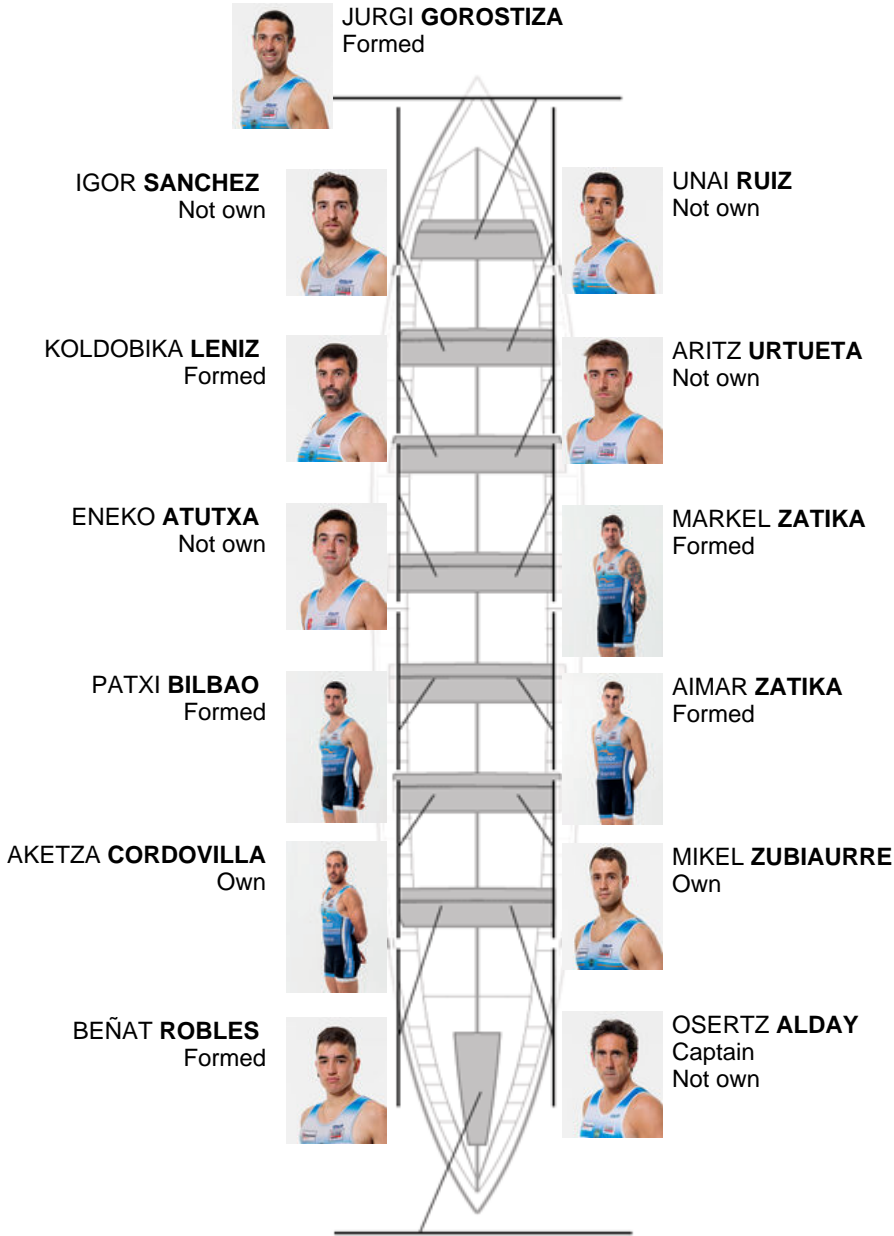 JURGI GOROSTIZA
Formed
IGOR SANCHEZ
Not own
UNAI RUIZ
Not own
KOLDOBIKA LENIZ
Formed
ARITZ URTUETA
Not own
ENEKO ATUTXA
Not own
MARKEL ZATIKA
Formed
PATXI BILBAO
Formed
AIMAR ZATIKA
Formed
AKETZA CORDOVILLA
Own
MIKEL ZUBIAURRE
Own
BEÑAT ROBLES
Formed
OSERTZ ALDAY
Captain
Not own